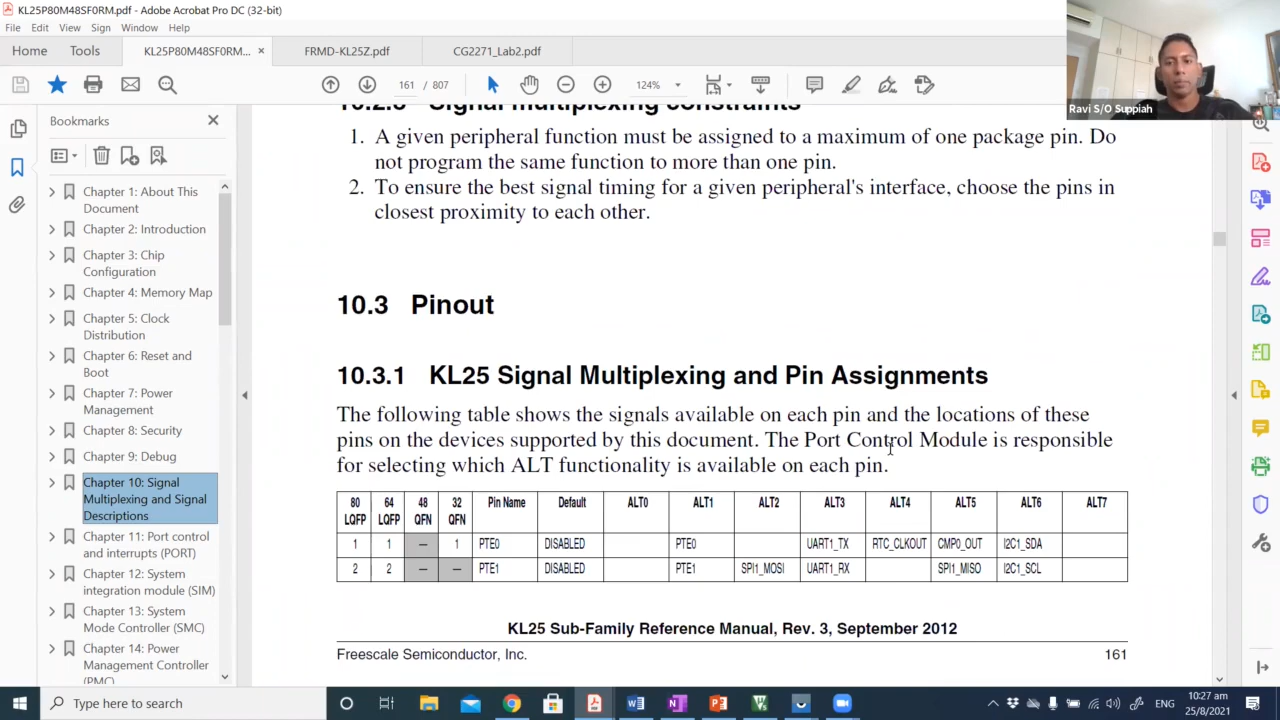 KL25P80M48SF0RM.pdf - Adobe Acrobat Pro DC (32-bit)
File Edit View Sign Window Help
Home Tools KL25P80M48SF0RM... × FRMD-KL25Z.pdf CG2271_Lab2.pdf
161 / 807 124%
Ravi S/O Suppiah
Bookmarks
Chapter 1: About This
Document
Chapter 2: Introduction
Chapter 3: Chip
Configuration
Chapter 4: Memory Map
Chapter 5: Clock
Distribution
Chapter 6: Reset and
Boot
Chapter 7: Power
Management
Chapter 8: Security
Chapter 9: Debug
Chapter 10: Signal
Multiplexing and Signal
Descriptions
Chapter 11: Port control
and interrupts (PORT)
Chapter 12: System
integration module (SIM)
Chapter 13: System
Mode Controller (SMC)
Chapter 14: Power
Management Controller
(PMC)
10.2.3 Signal multiplexing constraints
1. A given peripheral function must be assigned to a maximum of one package pin. Do
not program the same function to more than one pin.
2. To ensure the best signal timing for a given peripheral's interface, choose the pins in
closest proximity to each other.
10.3 Pinout
10.3.1 KL25 Signal Multiplexing and Pin Assignments
The following table shows the signals available on each pin and the locations of these
pins on the devices supported by this document. The Port Control Module is responsible
for selecting which ALT functionality is available on each pin.
80 64 48 32 Pin Name Default ALT0 ALT1 ALT2 ALT3 ALT4 ALT5 ALT6 ALT7
LQFP LQFP QFN QFN
1 1 — 1 PTE0 DISABLED PTE0 UART1_TX RTC_CLKOUT CMP0_OUT I2C1_SDA
2 2 — — PTE1 DISABLED PTE1 SPI1_MOSI UART1_RX SPI1_MISO I2C1_SCL
KL25 Sub-Family Reference Manual, Rev. 3, September 2012
Freescale Semiconductor, Inc. 161
Type here to search
ENG
10:27 am
25/8/2021